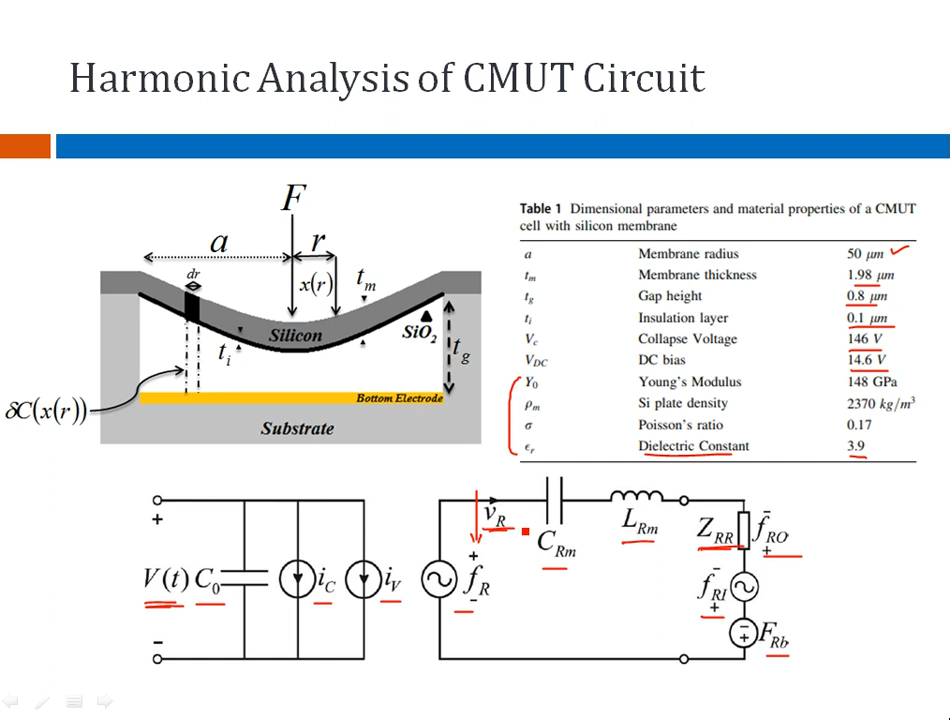 Harmonic Analysis of CMUT Circuit
F
a
r
dr
x(r)
t_m
Silicon
SiO₂
t_i
t_g
δC(x(r))
Bottom Electrode
Substrate
Table 1 Dimensional parameters and material properties of a CMUT
cell with silicon membrane
a Membrane radius 50 μm
t_m Membrane thickness 1.98 μm
t_g Gap height 0.8 μm
t_i Insulation layer 0.1 μm
V_c Collapse Voltage 146 V
V_DC DC bias 14.6 V
Y_0 Young's Modulus 148 GPa
ρ_m Si plate density 2370 kg/m³
σ Poisson's ratio 0.17
ϵ_r Dielectric Constant 3.9
+
V(t) C_0 i_C i_V
−
v_R
+
f_R
−
C_Rm
L_Rm
Z_RR
−
f_RO
+
−
f_RI
+
−
+
F_Rb